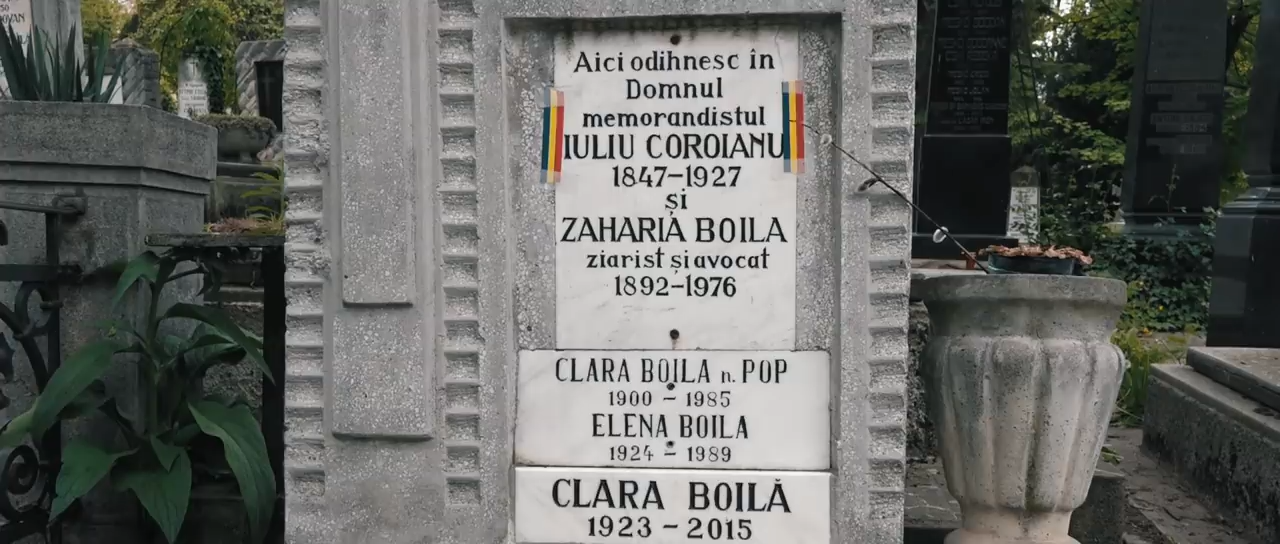 Aici odihnesc în
Domnul
memorandistul
IULIU COROIANU
1847-1927
și
ZAHARIA BOILA
ziarist și avocat
1892-1976
CLARA BOILA n. POP
1900 - 1985
ELENA BOILA
1924 - 1989
CLARA BOILĂ
1923 - 2015